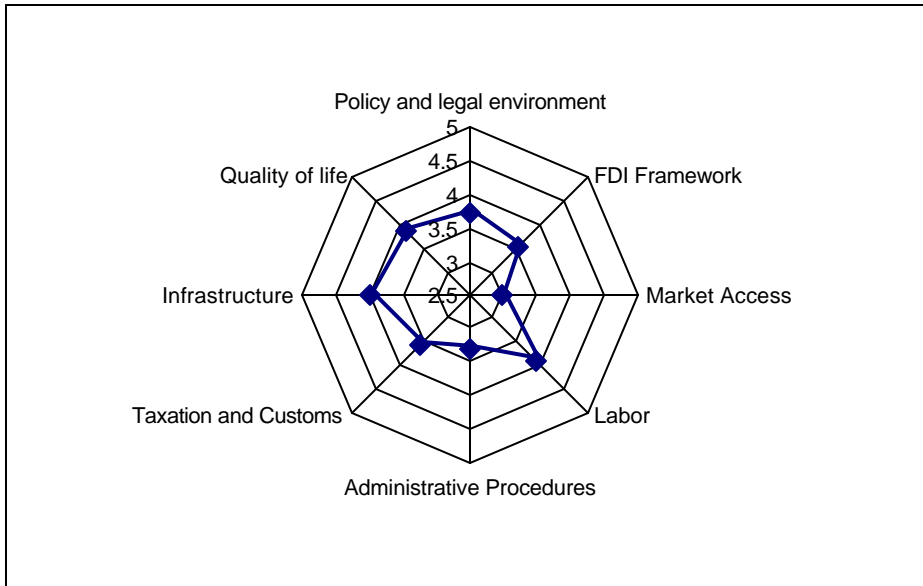 Policy and legal environment
5
4.5
4
3.5
3
2.5
Quality of life
FDI Framework
Infrastructure
Market Access
Taxation and Customs
Labor
Administrative Procedures